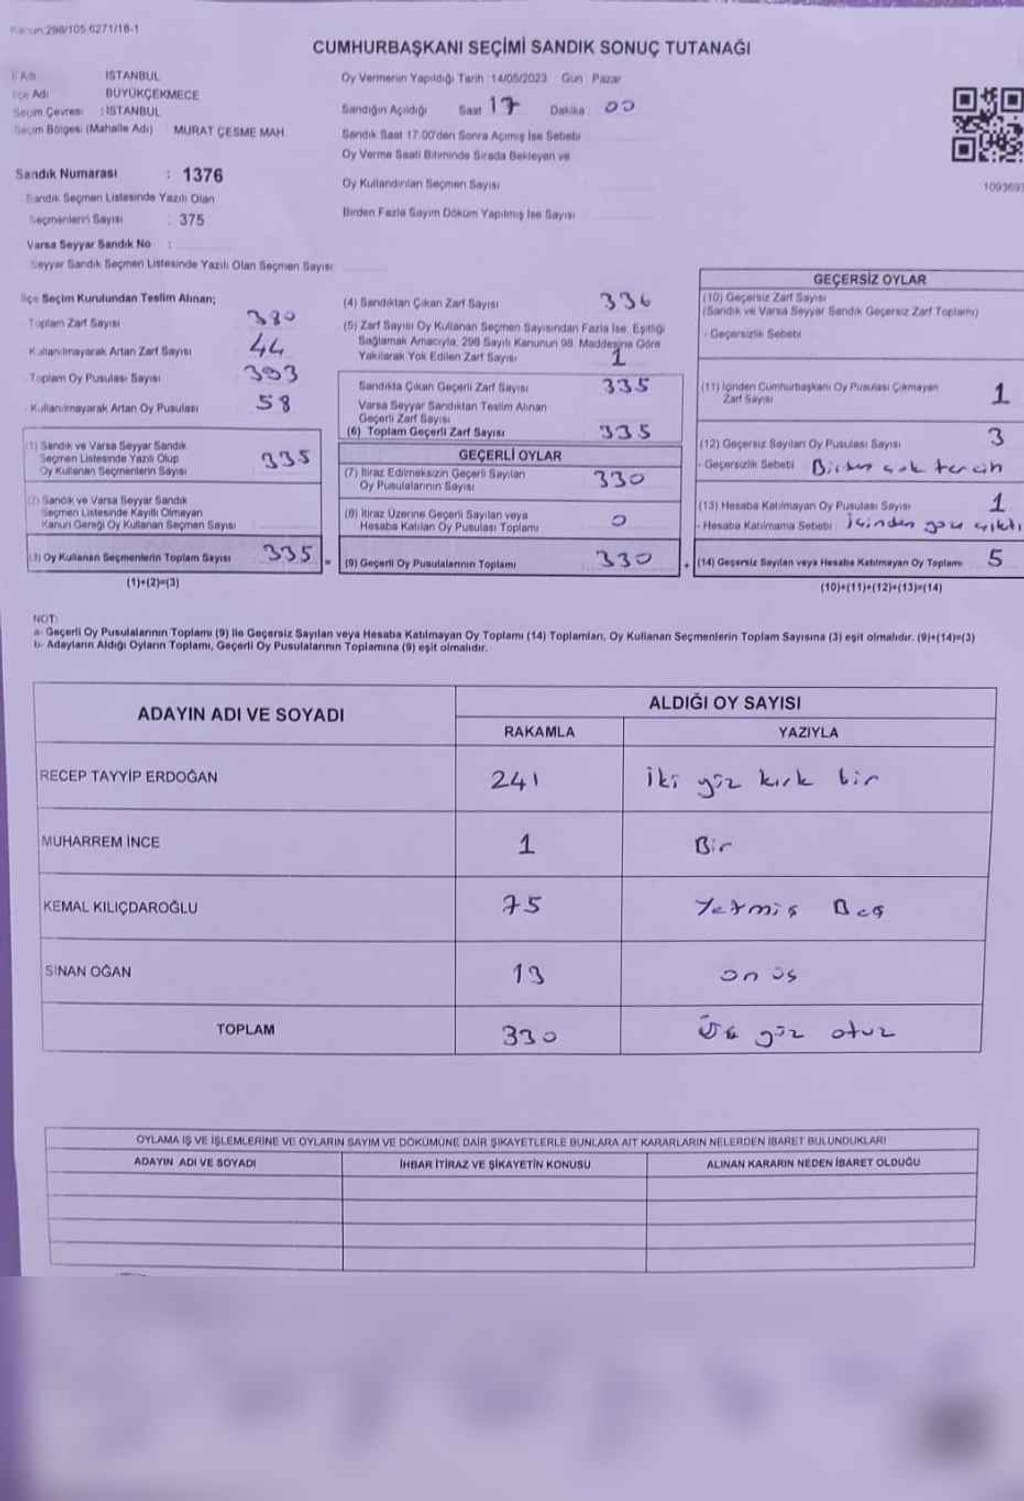 Kanun:298/105,6271/18-1
CUMHURBAŞKANI SEÇİMİ SANDIK SONUÇ TUTANAĞI
İl Adı İSTANBUL
İlçe Adı BÜYÜKÇEKMECE
Seçim Çevresi : İSTANBUL
Seçim Bölgesi (Mahalle Adı) MURAT ÇESME MAH.
Sandık Numarası : 1376
Sandık Seçmen Listesinde Yazılı Olan
Seçmenlerin Sayısı : 375
Varsa Seyyar Sandık No :
Seyyar Sandık Seçmen Listesinde Yazılı Olan Seçmen Sayısı
Oy Vermenin Yapıldığı Tarih :14/05/2023 Gün : Pazar
Sandığın Açıldığı Saat 17 Dakika : 00
Sandık Saat 17:00'den Sonra Açımış İse Sebebi
Oy Verme Saati Bitiminde Sırada Bekleyen ve
Oy Kullandırılan Seçmen Sayısı
Birden Fazla Sayım Döküm Yapılmış İse Sayısı
109369
İlçe Seçim Kurulundan Teslim Alınan;
Toplam Zarf Sayısı 380
Kullanılmayarak Artan Zarf Sayısı 44
Toplam Oy Pusulası Sayısı 393
Kullanılmayarak Artan Oy Pusulası 58
(1) Sandık ve Varsa Seyyar Sandık
Seçmen Listesinde Yazılı Olup
Oy Kullanan Seçmenlerin Sayısı 335
(2) Sandık ve Varsa Seyyar Sandık
Seçmen Listesinde Kayıtlı Olmayan
Kanun Gereği Oy Kullanan Seçmen Sayısı
(3) Oy Kullanan Seçmenlerin Toplam Sayısı 335
(1)+(2)=(3)
(4) Sandıktan Çıkan Zarf Sayısı 336
(5) Zarf Sayısı Oy Kullanan Seçmen Sayısından Fazla İse, Eşitliği
Sağlamak Amacıyla, 298 Sayılı Kanunun 98. Maddesine Göre
Yakılarak Yok Edilen Zarf Sayısı 1
Sandıkta Çıkan Geçerli Zarf Sayısı 335
Varsa Seyyar Sandıktan Teslim Alınan
Geçerli Zarf Sayısı
(6) Toplam Geçerli Zarf Sayısı 335
GEÇERLİ OYLAR
(7) İtiraz Edilmeksizin Geçerli Sayılan
Oy Pusulalarının Sayısı 330
(8) İtiraz Üzerine Geçerli Sayılan veya
Hesaba Katılan Oy Pusulası Toplamı 0
= (9) Geçerli Oy Pusulalarının Toplamı 330
GEÇERSİZ OYLAR
(10) Geçersiz Zarf Sayısı
(Sandık ve Varsa Seyyar Sandık Geçersiz Zarf Toplamı)
- Geçersizlik Sebebi
(11) İçinden Cumhurbaşkanı Oy Pusulası Çıkmayan
Zarf Sayısı 1
(12) Geçersiz Sayılan Oy Pusulası Sayısı 3
- Geçersizlik Sebebi Birden çok tercih
(13) Hesaba Katılmayan Oy Pusulası Sayısı 1
- Hesaba Katılmama Sebebi İçinden çıktı
+ (14) Geçersiz Sayılan veya Hesaba Katılmayan Oy Toplamı 5
(10)+(11)+(12)+(13)=(14)
NOT:
a- Geçerli Oy Pusulalarının Toplamı (9) ile Geçersiz Sayılan veya Hesaba Katılmayan Oy Toplamı (14) Toplamları, Oy Kullanan Seçmenlerin Toplam Sayısına (3) eşit olmalıdır. (9)+(14)=(3)
b- Adayların Aldığı Oyların Toplamı, Geçerli Oy Pusulalarının Toplamına (9) eşit olmalıdır.
ADAYIN ADI VE SOYADI ALDIĞI OY SAYISI
RAKAMLA YAZIYLA
RECEP TAYYİP ERDOĞAN 241 iki yüz kırk bir
MUHARREM İNCE 1 Bir
KEMAL KILIÇDAROĞLU 75 Yetmiş Beş
SİNAN OĞAN 13 on üç
TOPLAM 330 Üç yüz otuz
OYLAMA İŞ VE İŞLEMLERİNE VE OYLARIN SAYIM VE DÖKÜMÜNE DAİR ŞİKAYETLERLE BUNLARA AİT KARARLARIN NELERDEN İBARET BULUNDUKLARI
ADAYIN ADI VE SOYADI İHBAR İTİRAZ VE ŞİKAYETİN KONUSU ALINAN KARARIN NEDEN İBARET OLDUĞU